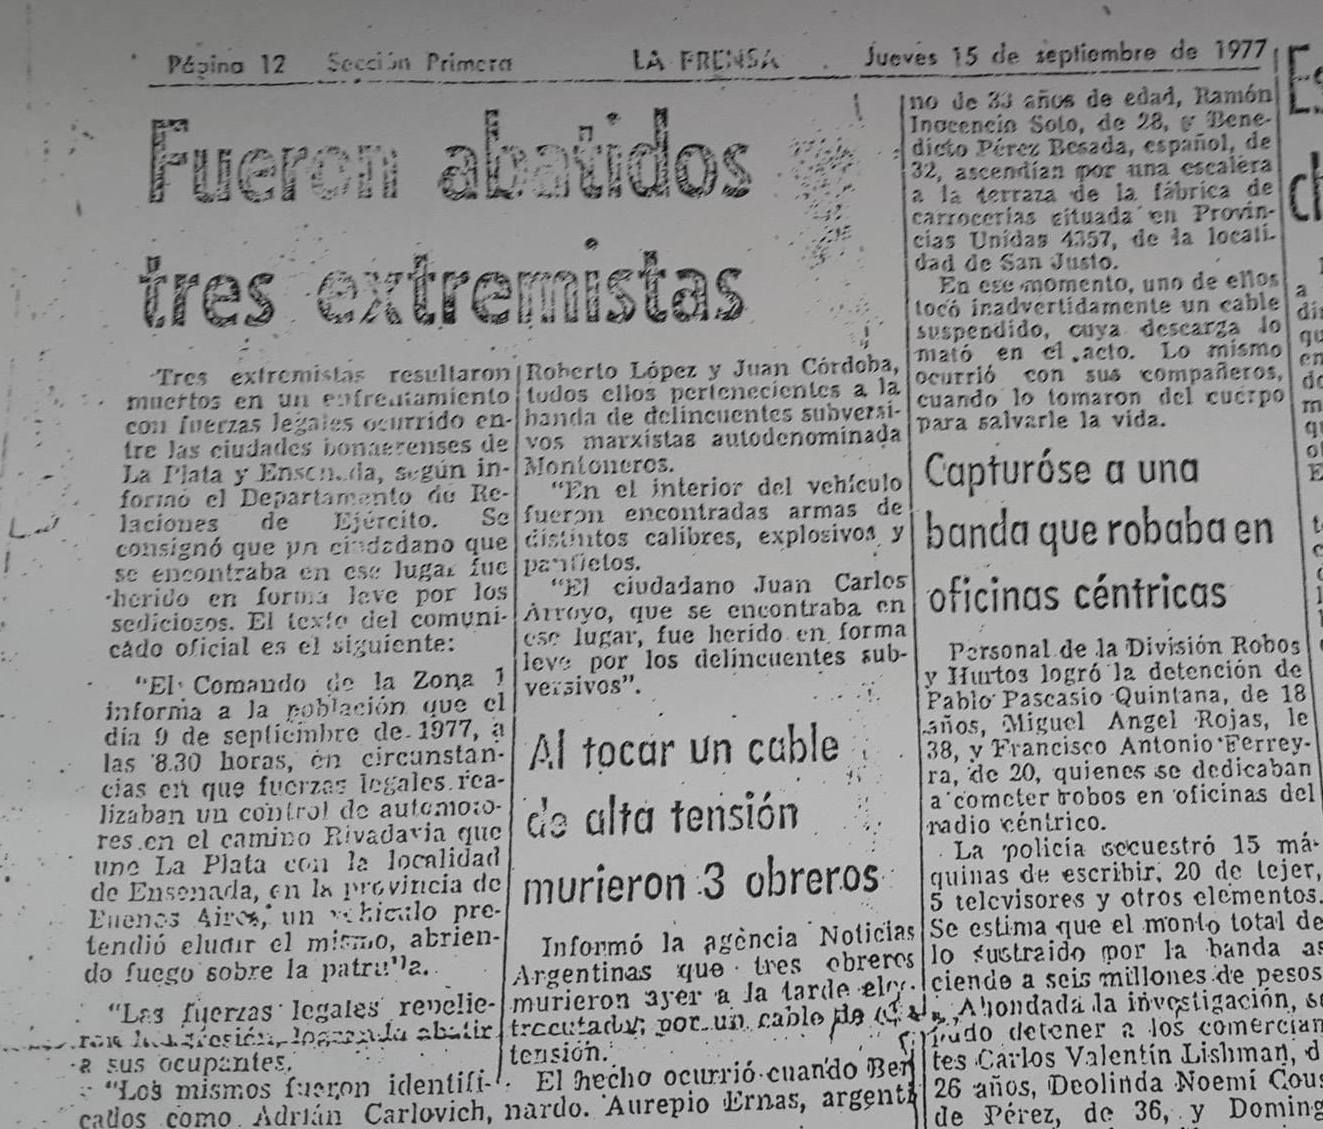 Página 12 Sección Primera LA PRENSA Jueves 15 de septiembre de 1977
Fueron abatidos
tres extremistas
Tres extremistas resultaron
muertos en un enfrentamiento
con fuerzas legales ocurrido en-
tre las ciudades bonaerenses de
La Plata y Ensenada, según in-
formó el Departamento de Re-
laciones de Ejército. Se
consignó que un ciudadano que
se encontraba en ese lugar fue
herido en forma leve por los
sediciosos. El texto del comuni-
cado oficial es el siguiente:
"El Comando de la Zona 1
informa a la población que el
día 9 de septiembre de 1977, a
las 8.30 horas, en circunstan-
cias en que fuerzas legales rea-
lizaban un control de automoto-
res en el camino Rivadavia que
une La Plata con la localidad
de Ensenada, en la provincia de
Buenos Aires, un vehículo pre-
tendió eludir el mismo, abrien-
do fuego sobre la patrulla.
"Las fuerzas legales repelie-
ron la agresión, logrando abatir
a sus ocupantes.
"Los mismos fueron identifi-
cados como Adrián Carlovich,
Roberto López y Juan Córdoba,
todos ellos pertenecientes a la
banda de delincuentes subversi-
vos marxistas autodenominada
Montoneros.
"En el interior del vehículo
fueron encontradas armas de
distintos calibres, explosivos y
panfletos.
"El ciudadano Juan Carlos
Arroyo, que se encontraba en
ese lugar, fue herido en forma
leve por los delincuentes sub-
versivos".
Al tocar un cable
de alta tensión
murieron 3 obreros
Informó la agencia Noticias
Argentinas que tres obreros
murieron ayer a la tarde elec-
trocutados por un cable de alta
tensión.
El hecho ocurrió cuando Ber
nardo Aurepio Ernas, argenti
no de 33 años de edad, Ramón
Inocencio Soto, de 28, y Bene-
dicto Pérez Besada, español, de
32, ascendían por una escalera
a la terraza de la fábrica de
carrocerías situada en Provin-
cias Unidas 4357, de la locali-
dad de San Justo.
En ese momento, uno de ellos
tocó inadvertidamente un cable
suspendido, cuya descarga lo
mató en el acto. Lo mismo
ocurrió con sus compañeros,
cuando lo tomaron del cuerpo
para salvarle la vida.
Capturóse a una
banda que robaba en
oficinas céntricas
Personal de la División Robos
y Hurtos logró la detención de
Pablo Pascasio Quintana, de 18
años, Miguel Angel Rojas, de
38, y Francisco Antonio Ferrey-
ra, de 20, quienes se dedicaban
a cometer robos en oficinas del
radio céntrico.
La policía secuestró 15 má-
quinas de escribir, 20 de tejer,
5 televisores y otros elementos.
Se estima que el monto total de
lo sustraído por la banda as
ciende a seis millones de pesos
Ahondada la investigación, s
pudo detener a los comercian
tes Carlos Valentín Lishman, d
26 años, Deolinda Noemí Cous
de Pérez, de 36, y Doming